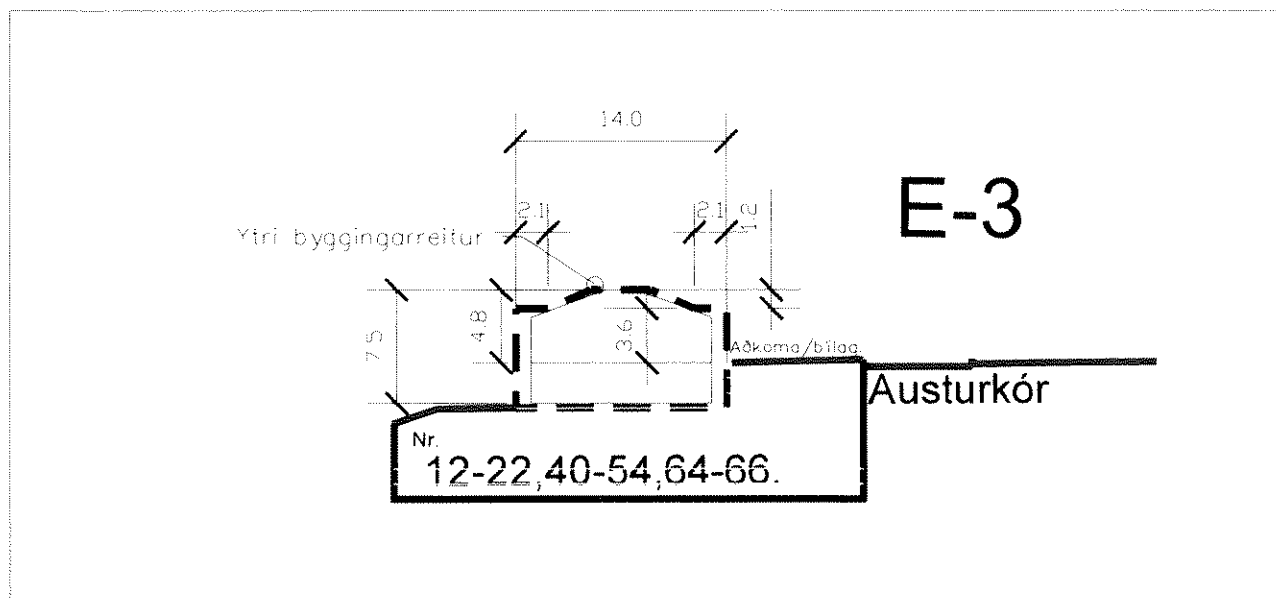 14.0
E-3
2.1
2.1
1.2
Ytri byggingarreitur
7.5
4.8
3.6
Aðkoma/bílag.
Austurkór
Nr.
12-22,40-54,64-66.